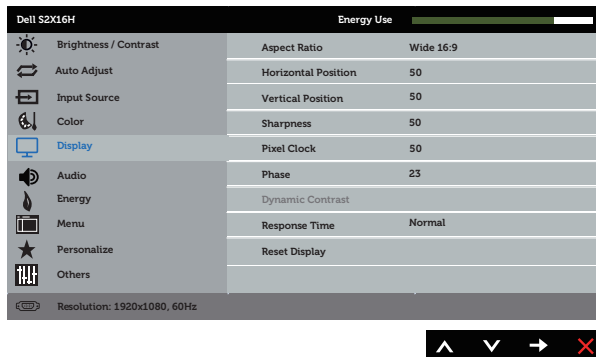 Dell S2X16H Energy Use
Brightness / Contrast
Auto Adjust
Input Source
Color
Display
Audio
Energy
Menu
Personalize
Others
Aspect Ratio Wide 16:9
Horizontal Position 50
Vertical Position 50
Sharpness 50
Pixel Clock 50
Phase 23
Dynamic Contrast
Response Time Normal
Reset Display
Resolution: 1920x1080, 60Hz